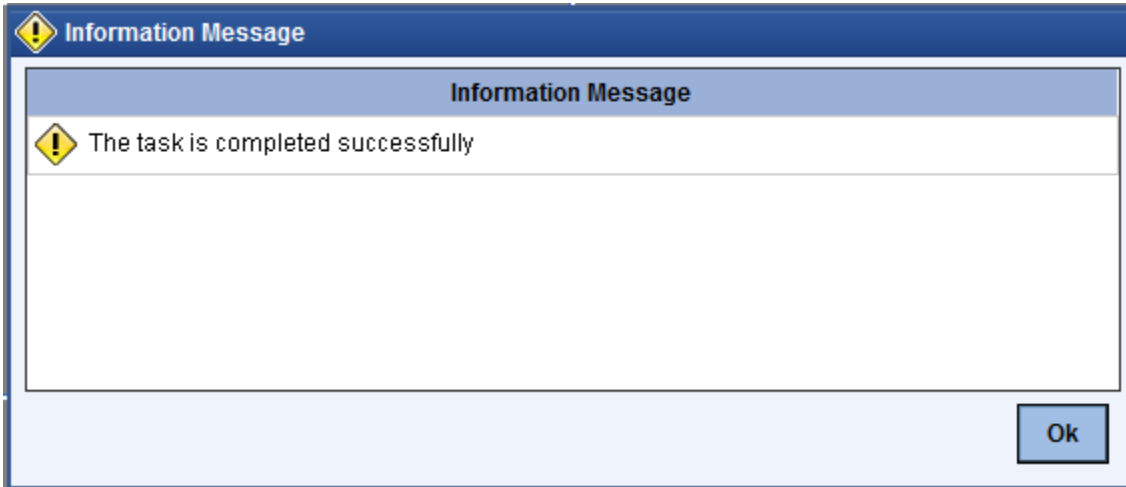 Information Message
Information Message
The task is completed successfully
Ok